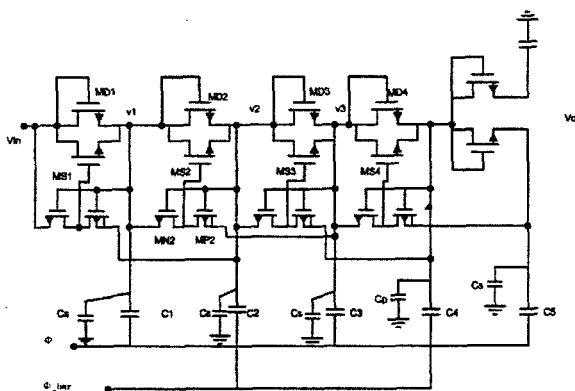 MD1
v1
MD2
v2
MD3
v3
MD4
Vin
Vo
MS1
MS2
MS3
MS4
MN2
MP2
Cs
C1
Cs
C2
Cs
C3
Cp
C4
Cs
C5
Φ
Φ_bar